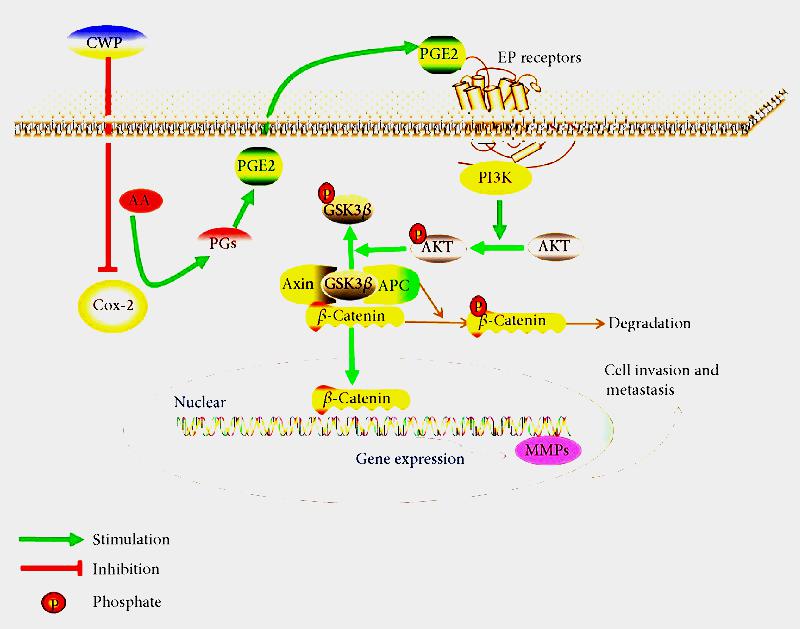 CWP
PGE2
EP receptors
PGE2
PI3K
AA
P
GSK3β
PGs
P
AKT
AKT
Axin
GSK3β
APC
Cox-2
β-Catenin
P
β-Catenin
Degradation
Cell invasion and
metastasis
Nuclear
β-Catenin
MMPs
Gene expression
Stimulation
Inhibition
P
Phosphate